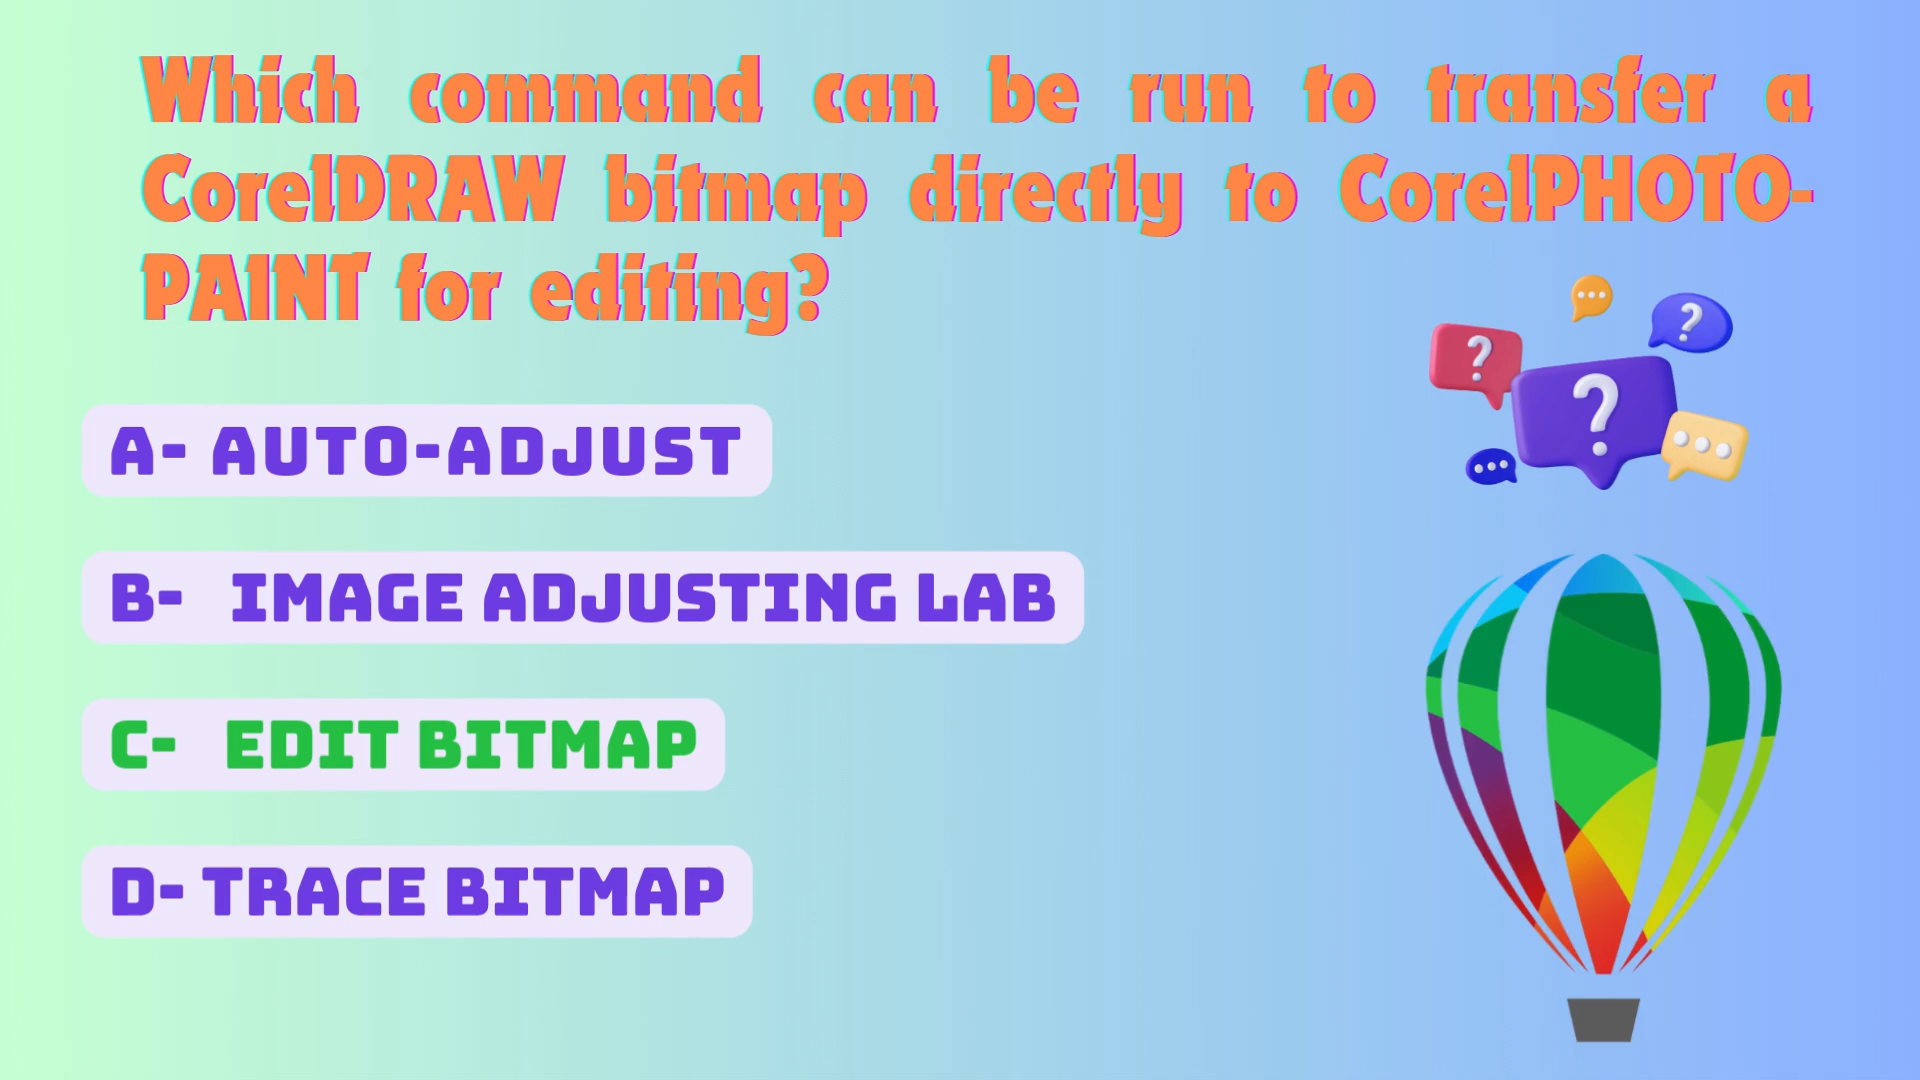 Which command can be run to transfer a
CorelDRAW bitmap directly to CorelPHOTO-
PAINT for editing?
A- AUTO-ADJUST
B- IMAGE ADJUSTING LAB
C- EDIT BITMAP
D- TRACE BITMAP